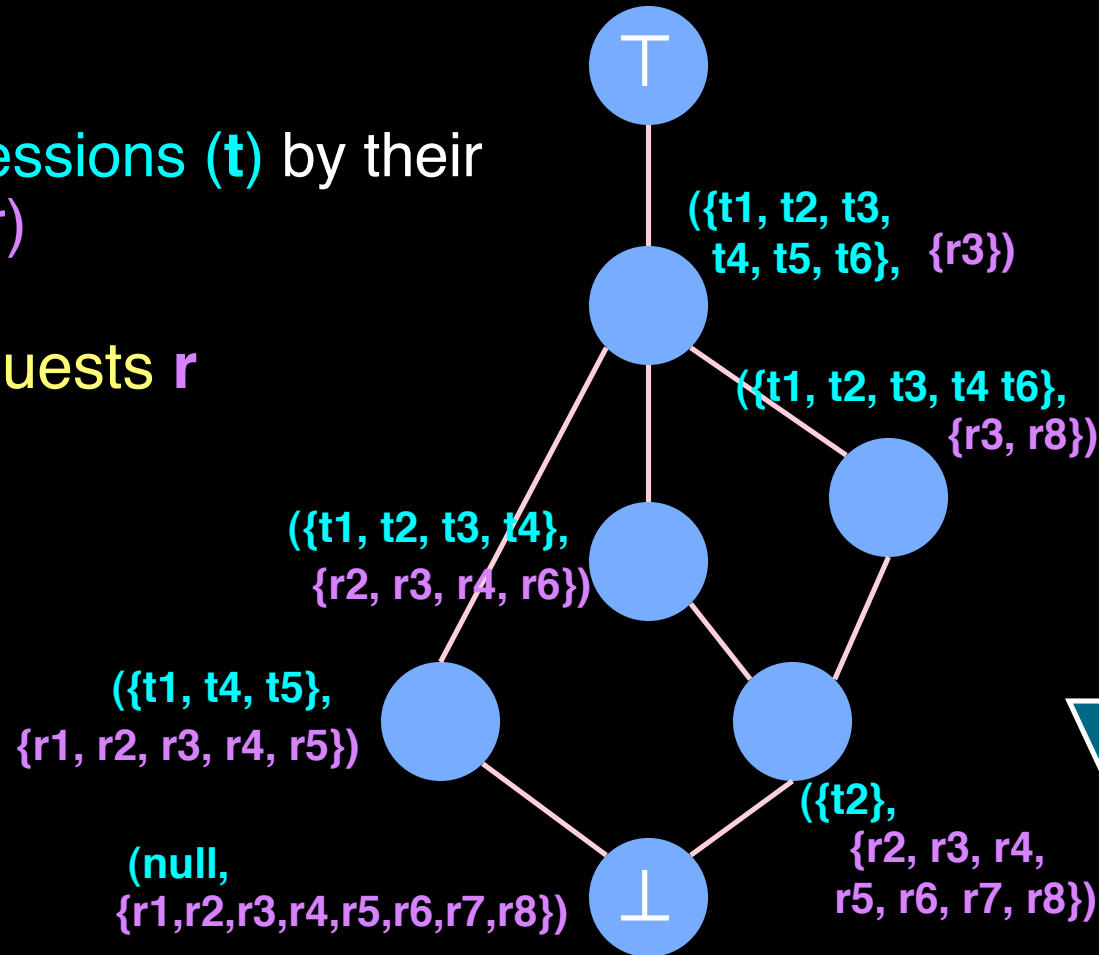 ⊤
essions (t) by their
r)
uests r
({t1, t2, t3,
t4, t5, t6}, {r3})
({t1, t2, t3, t4 t6},
{r3, r8})
({t1, t2, t3, t4},
{r2, r3, r4, r6})
({t1, t4, t5},
{r1, r2, r3, r4, r5})
({t2},
{r2, r3, r4,
r5, r6, r7, r8})
(null,
{r1,r2,r3,r4,r5,r6,r7,r8})
⊥